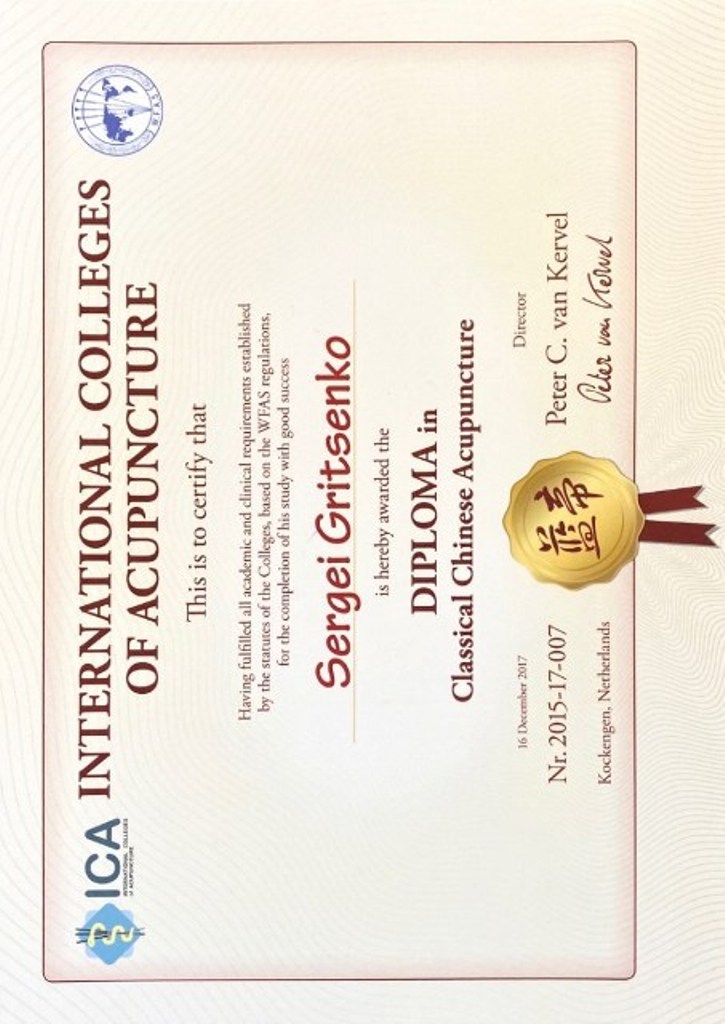 ICA
INTERNATIONAL COLLEGES
of ACUPUNCTURE
INTERNATIONAL COLLEGES
OF ACUPUNCTURE
W.F.A.S
This is to certify that
Having fulfilled all academic and clinical requirements established
by the statutes of the Colleges, based on the WFAS regulations,
for the completion of his study with good success
Sergei Gritsenko
is hereby awarded the
DIPLOMA in
Classical Chinese Acupuncture
16 December 2017
Nr. 2015-17-007
Kockengen, Netherlands
蓝帝
Director
Peter C. van Kervel
Peter van Kervel